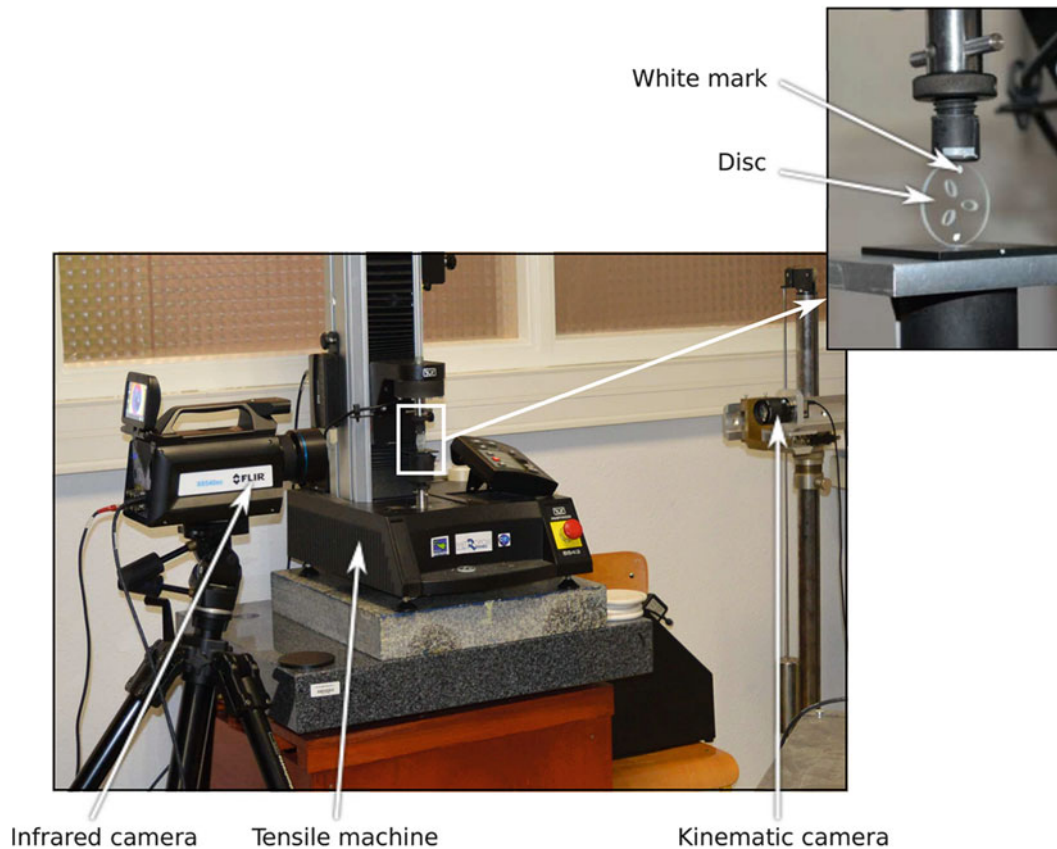 White mark
Disc
FLIR
Infrared camera
Tensile machine
Kinematic camera